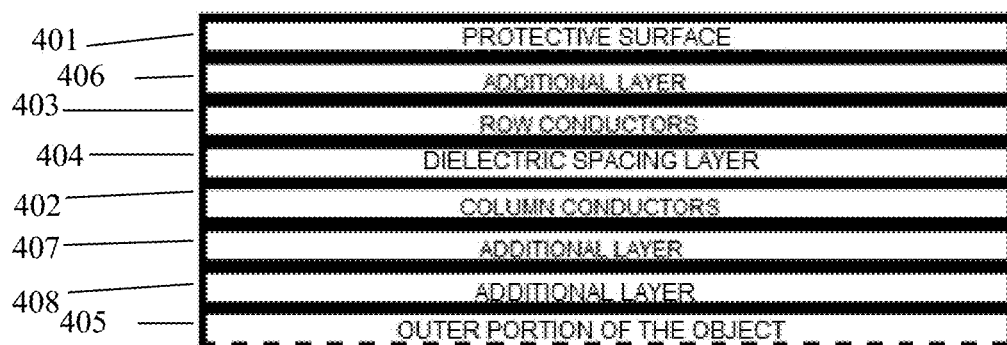 401 PROTECTIVE SURFACE
406 ADDITIONAL LAYER
403 ROW CONDUCTORS
404 DIELECTRIC SPACING LAYER
402 COLUMN CONDUCTORS
407 ADDITIONAL LAYER
408 ADDITIONAL LAYER
405 OUTER PORTION OF THE OBJECT